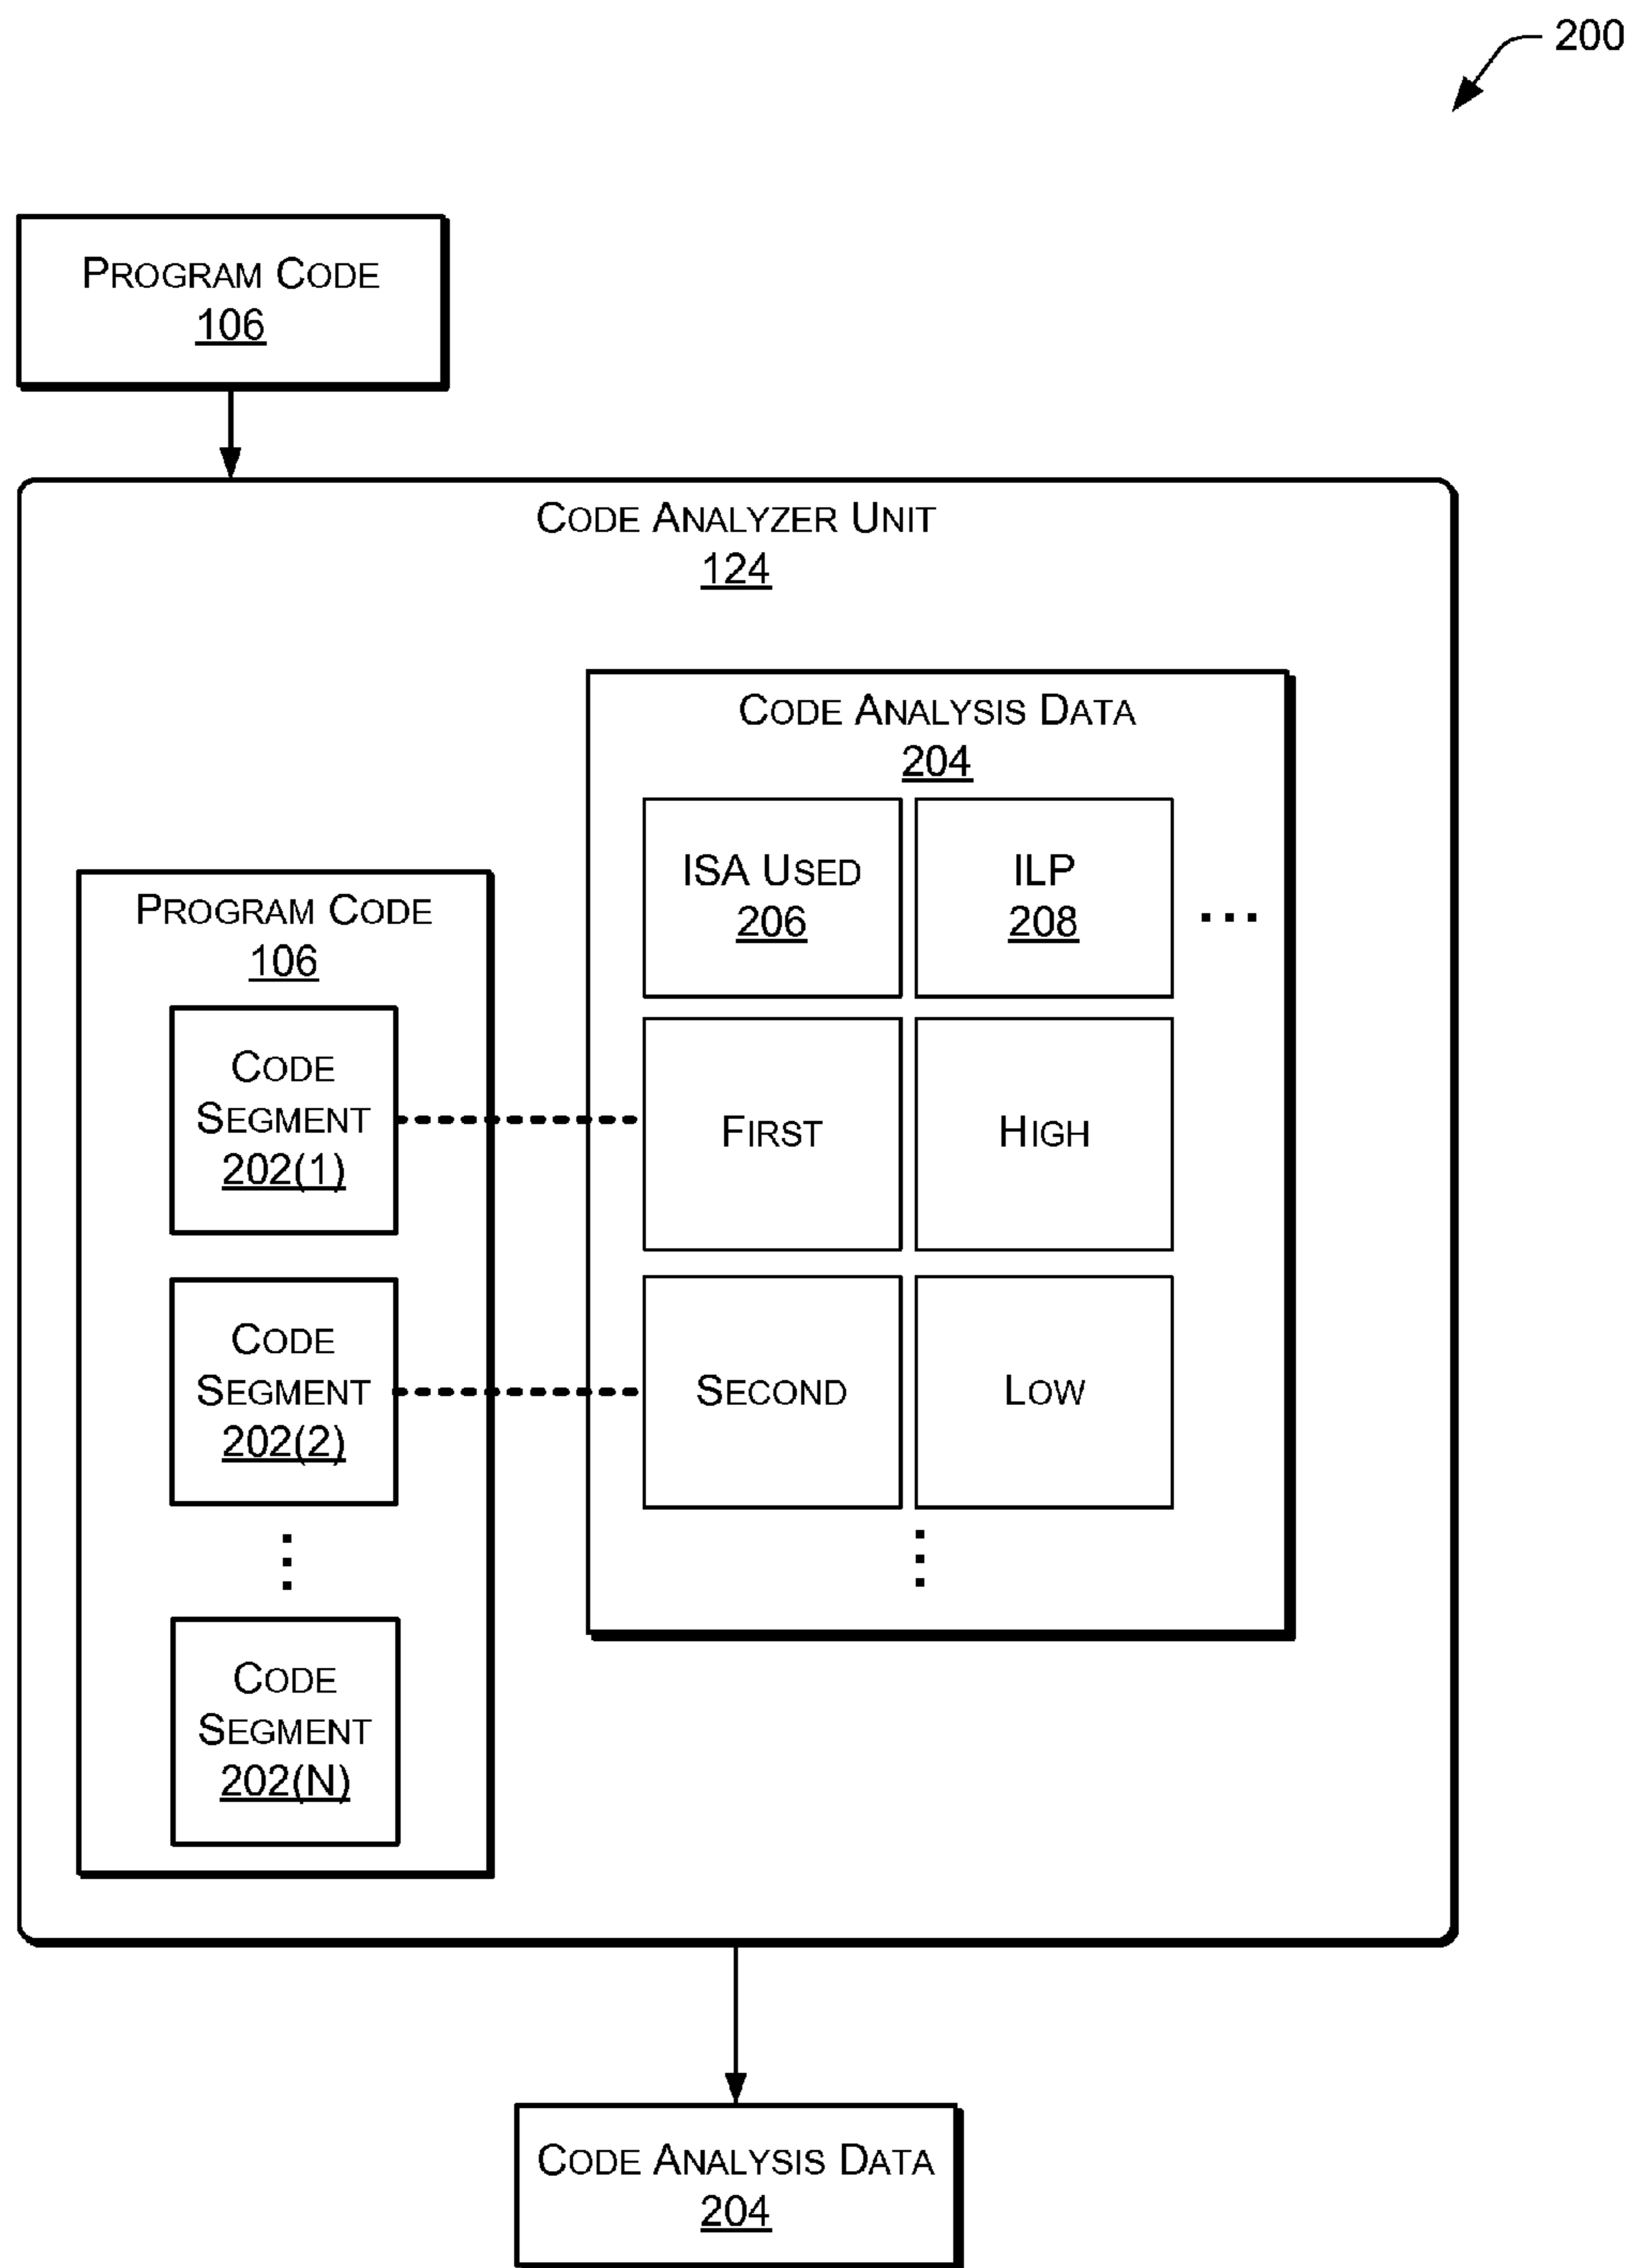 200
PROGRAM CODE
106
CODE ANALYZER UNIT
124
CODE ANALYSIS DATA
204
ISA USED
206
ILP
208
...
PROGRAM CODE
106
CODE
SEGMENT
202(1)
FIRST
HIGH
CODE
SEGMENT
202(2)
SECOND
LOW
CODE
SEGMENT
202(N)
CODE ANALYSIS DATA
204